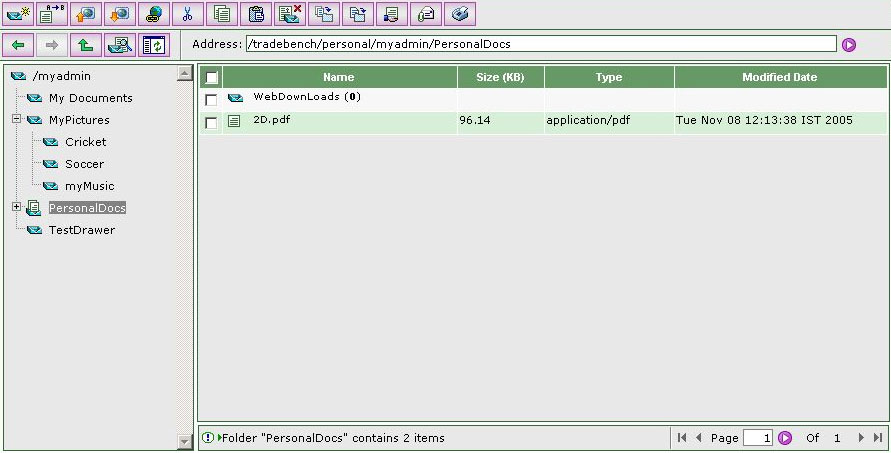 A B
Address: /tradebench/personal/myadmin/PersonalDocs
/myadmin
My Documents
MyPictures
Cricket
Soccer
myMusic
PersonalDocs
TestDrawer
Name Size (KB) Type Modified Date
WebDownLoads (0)
2D.pdf 96.14 application/pdf Tue Nov 08 12:13:38 IST 2005
Folder "PersonalDocs" contains 2 items
Page 1 Of 1